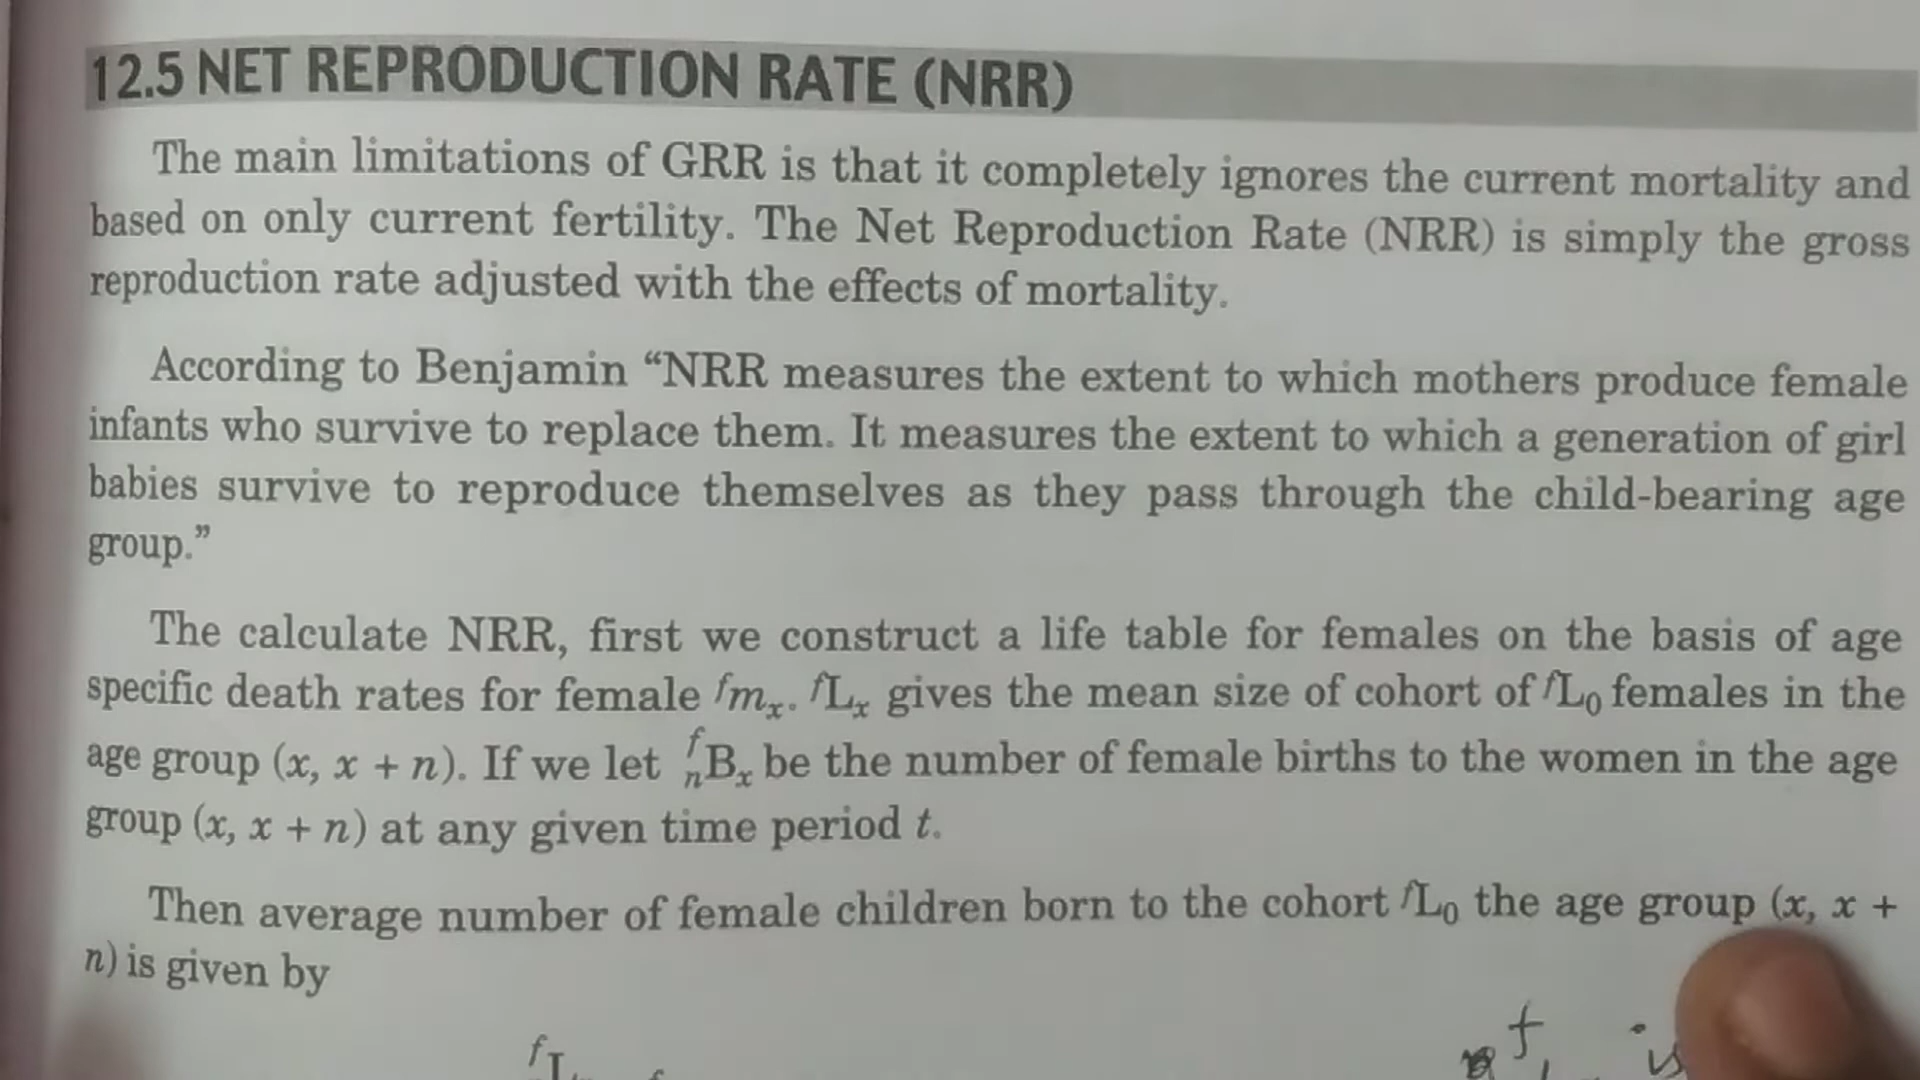 12.5 NET REPRODUCTION RATE (NRR)
The main limitations of GRR is that it completely ignores the current mortality and
based on only current fertility. The Net Reproduction Rate (NRR) is simply the gross
reproduction rate adjusted with the effects of mortality.
According to Benjamin “NRR measures the extent to which mothers produce female
infants who survive to replace them. It measures the extent to which a generation of girl
babies survive to reproduce themselves as they pass through the child-bearing age
group.”
The calculate NRR, first we construct a life table for females on the basis of age
specific death rates for female ᶠmₓ. ᶠLₓ gives the mean size of cohort of ᶠL₀ females in the
age group (x, x + n). If we let ᶠₙBₓ be the number of female births to the women in the age
group (x, x + n) at any given time period t.
Then average number of female children born to the cohort ᶠL₀ the age group (x, x +
n) is given by